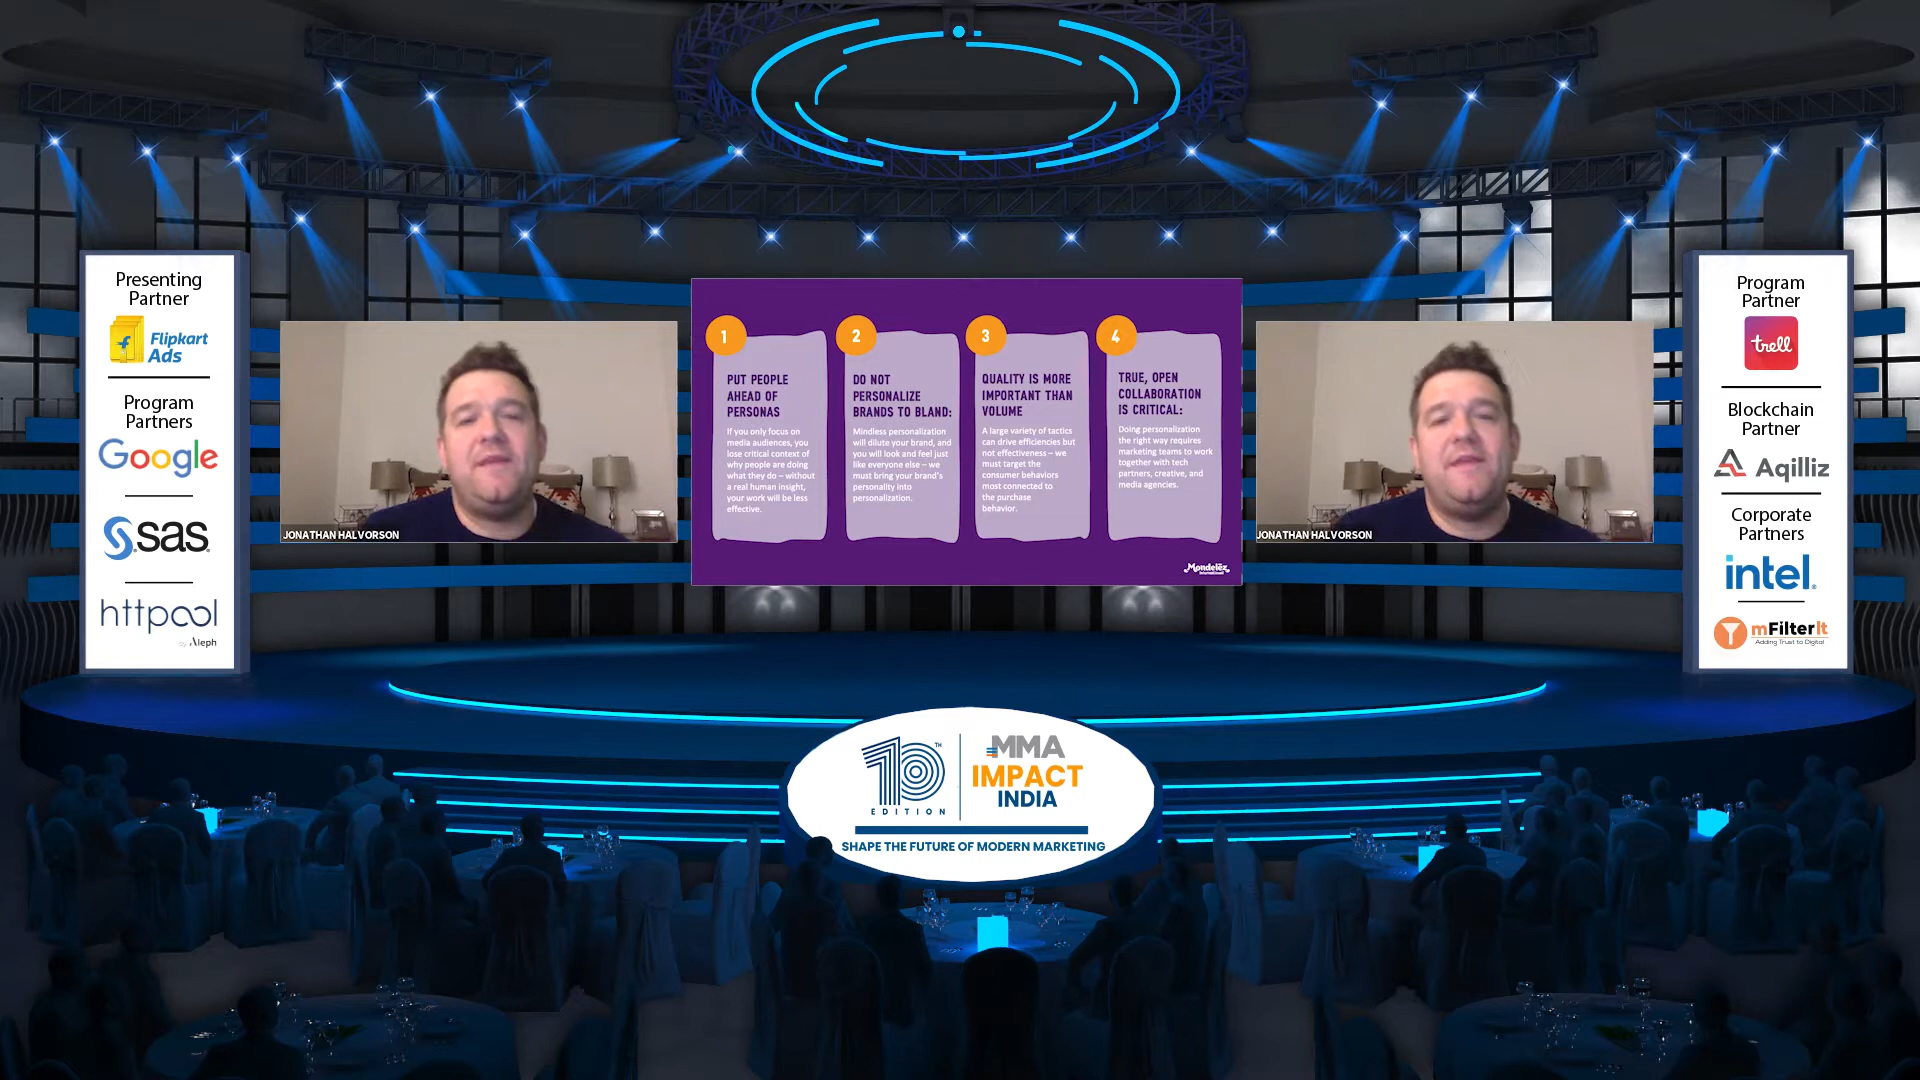 Presenting
Partner
Flipkart
Ads
Program
Partners
Google
sas
httpool
by Aleph
JONATHAN HALVORSON
1
PUT PEOPLE
AHEAD OF
PERSONAS
If you only focus on
media audiences, you
lose critical context of
why people are doing
what they do – without
a real human insight,
your work will be less
effective.
2
DO NOT
PERSONALIZE
BRANDS TO BLAND:
Mindless personalization
will dilute your brand, and
you will look and feel just
like everyone else – we
must bring your brand's
personality into
personalization.
3
QUALITY IS MORE
IMPORTANT THAN
VOLUME
A large variety of tactics
can drive efficiencies but
not effectiveness – we
must target the
consumer behaviors
most connected to
the purchase
behavior.
4
TRUE, OPEN
COLLABORATION
IS CRITICAL:
Doing personalization
the right way requires
marketing teams to work
together with tech
partners, creative, and
media agencies.
Mondelēz
International
JONATHAN HALVORSON
Program
Partner
trell
Blockchain
Partner
Aqilliz
Corporate
Partners
intel
mFilterIt
Adding Trust to Digital
10TH
EDITION
MMA
IMPACT
INDIA
SHAPE THE FUTURE OF MODERN MARKETING